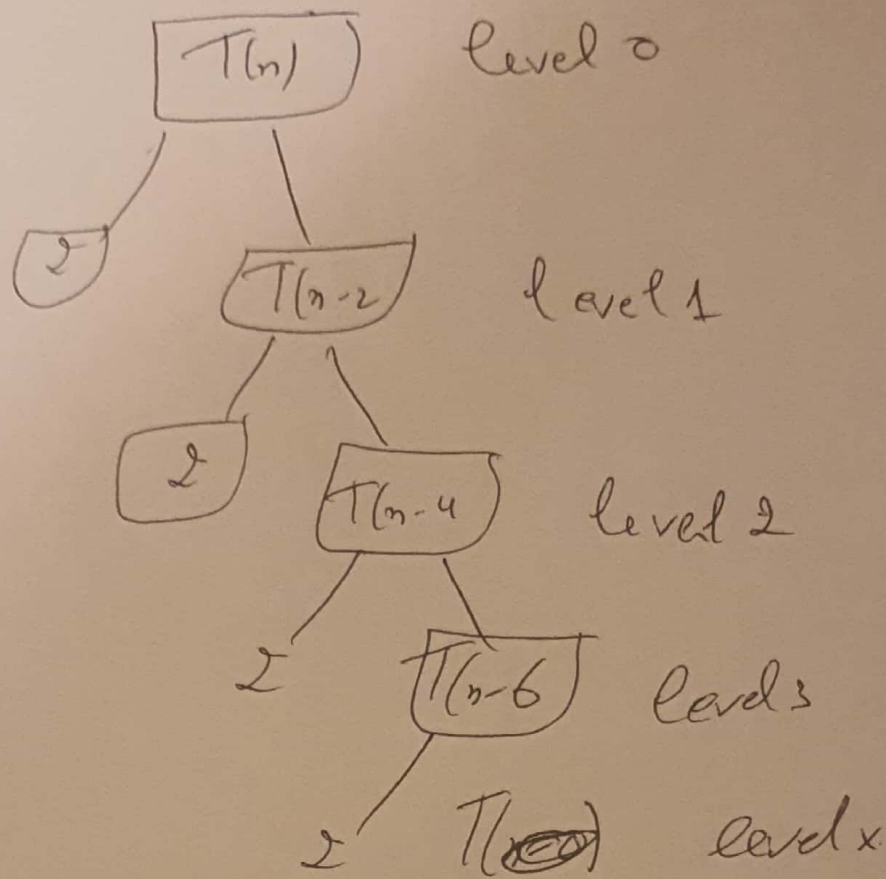 T(n) level 0
2 T(n-2 level 1
2 T(n-4 level 2
2 T(n-6 level 3
2 T( ) level x